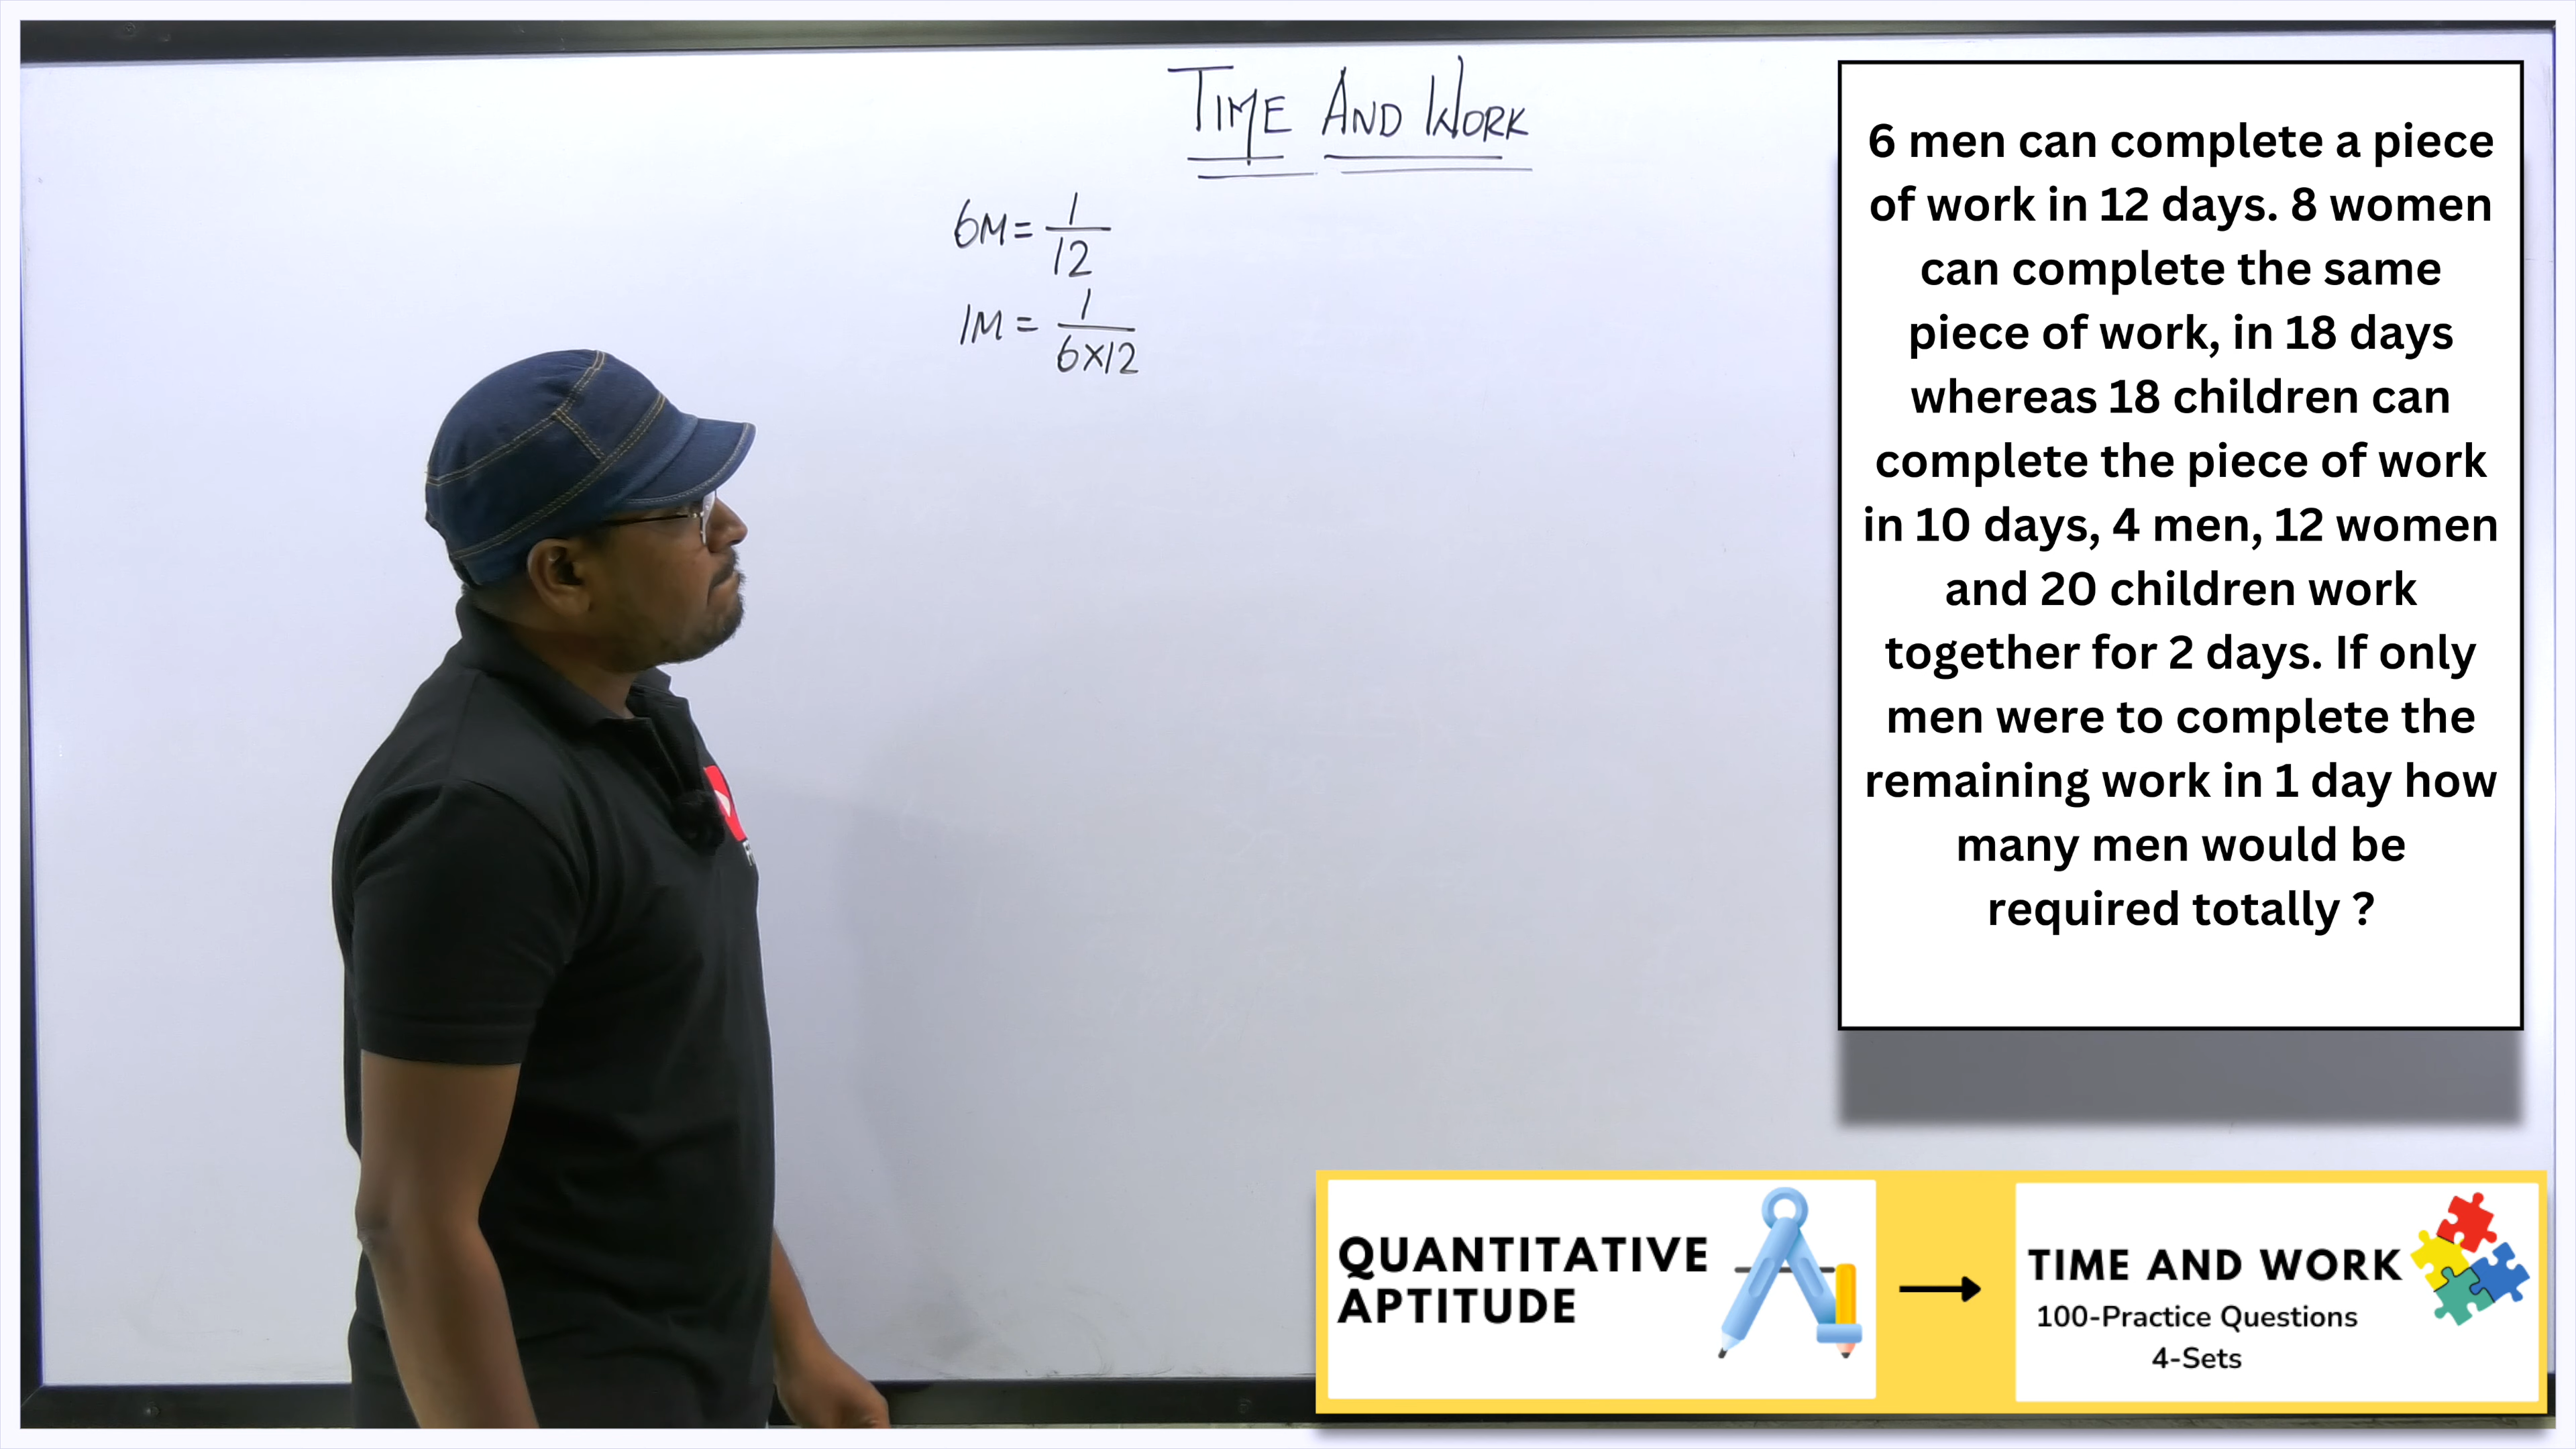 TIME AND WORK
6M = 1/12
1M = 1/6×12
6 men can complete a piece
of work in 12 days. 8 women
can complete the same
piece of work, in 18 days
whereas 18 children can
complete the piece of work
in 10 days, 4 men, 12 women
and 20 children work
together for 2 days. If only
men were to complete the
remaining work in 1 day how
many men would be
required totally ?
QUANTITATIVE
APTITUDE
TIME AND WORK
100-Practice Questions
4-Sets